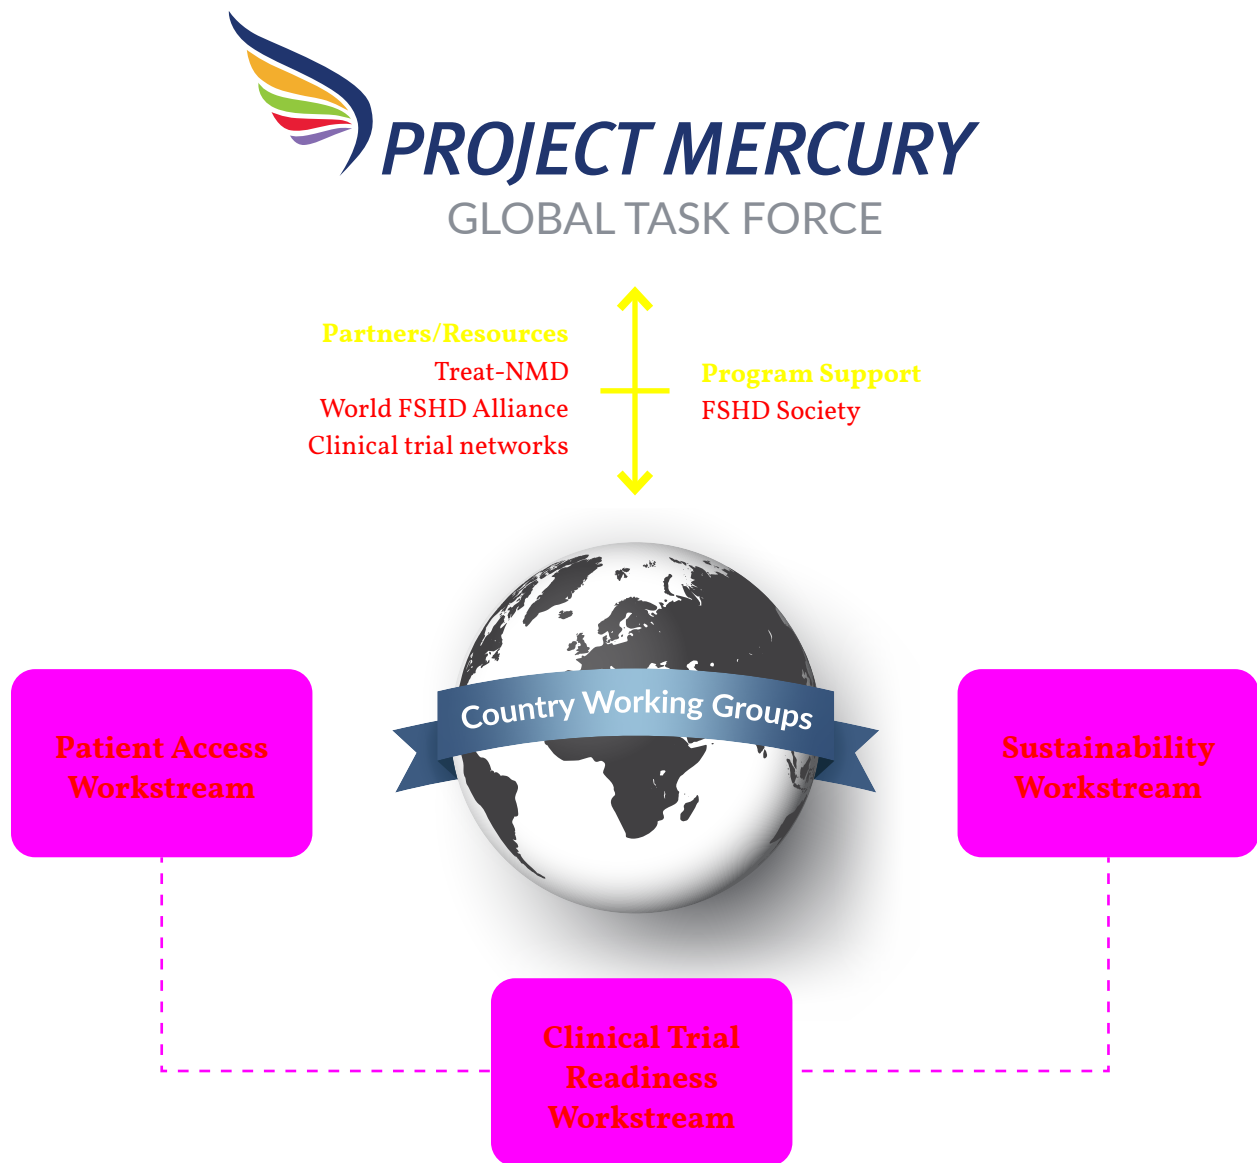 PROJECT MERCURY
GLOBAL TASK FORCE
Partners/Resources
Treat-NMD
World FSHD Alliance
Clinical trial networks
Program Support
FSHD Society
Country Working Groups
Patient Access
Workstream
Sustainability
Workstream
Clinical Trial
Readiness
Workstream